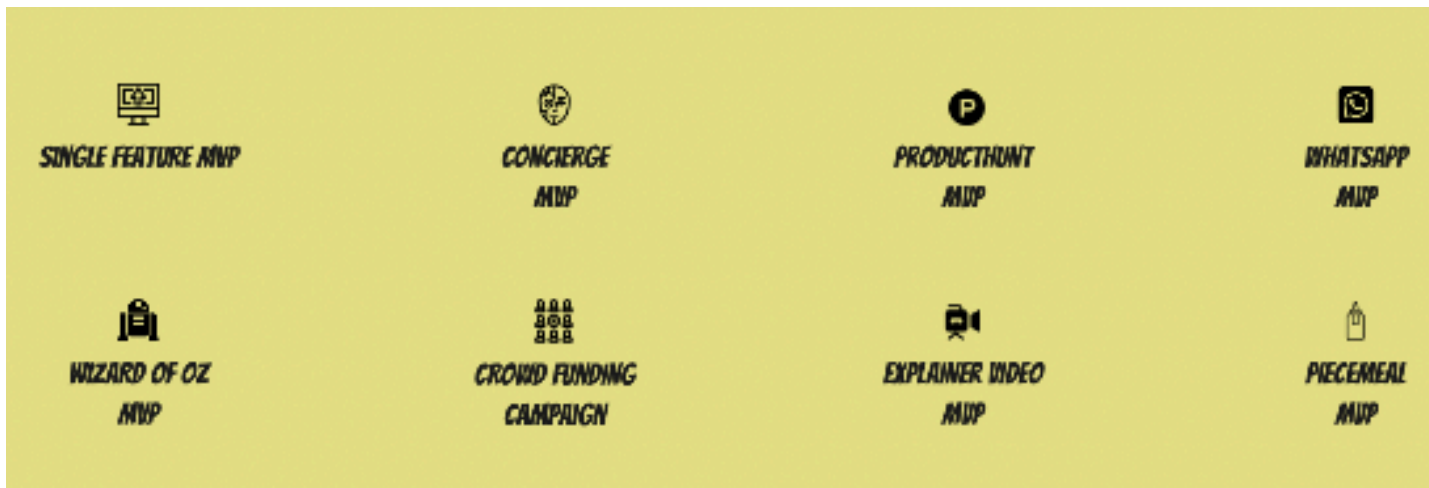 SINGLE FEATURE MVP
CONCIERGE
MVP
PRODUCTHUNT
MVP
WHATSAPP
MVP
WIZARD OF OZ
MVP
CROWD FUNDING
CAMPAIGN
EXPLAINER VIDEO
MVP
PIECEMEAL
MVP